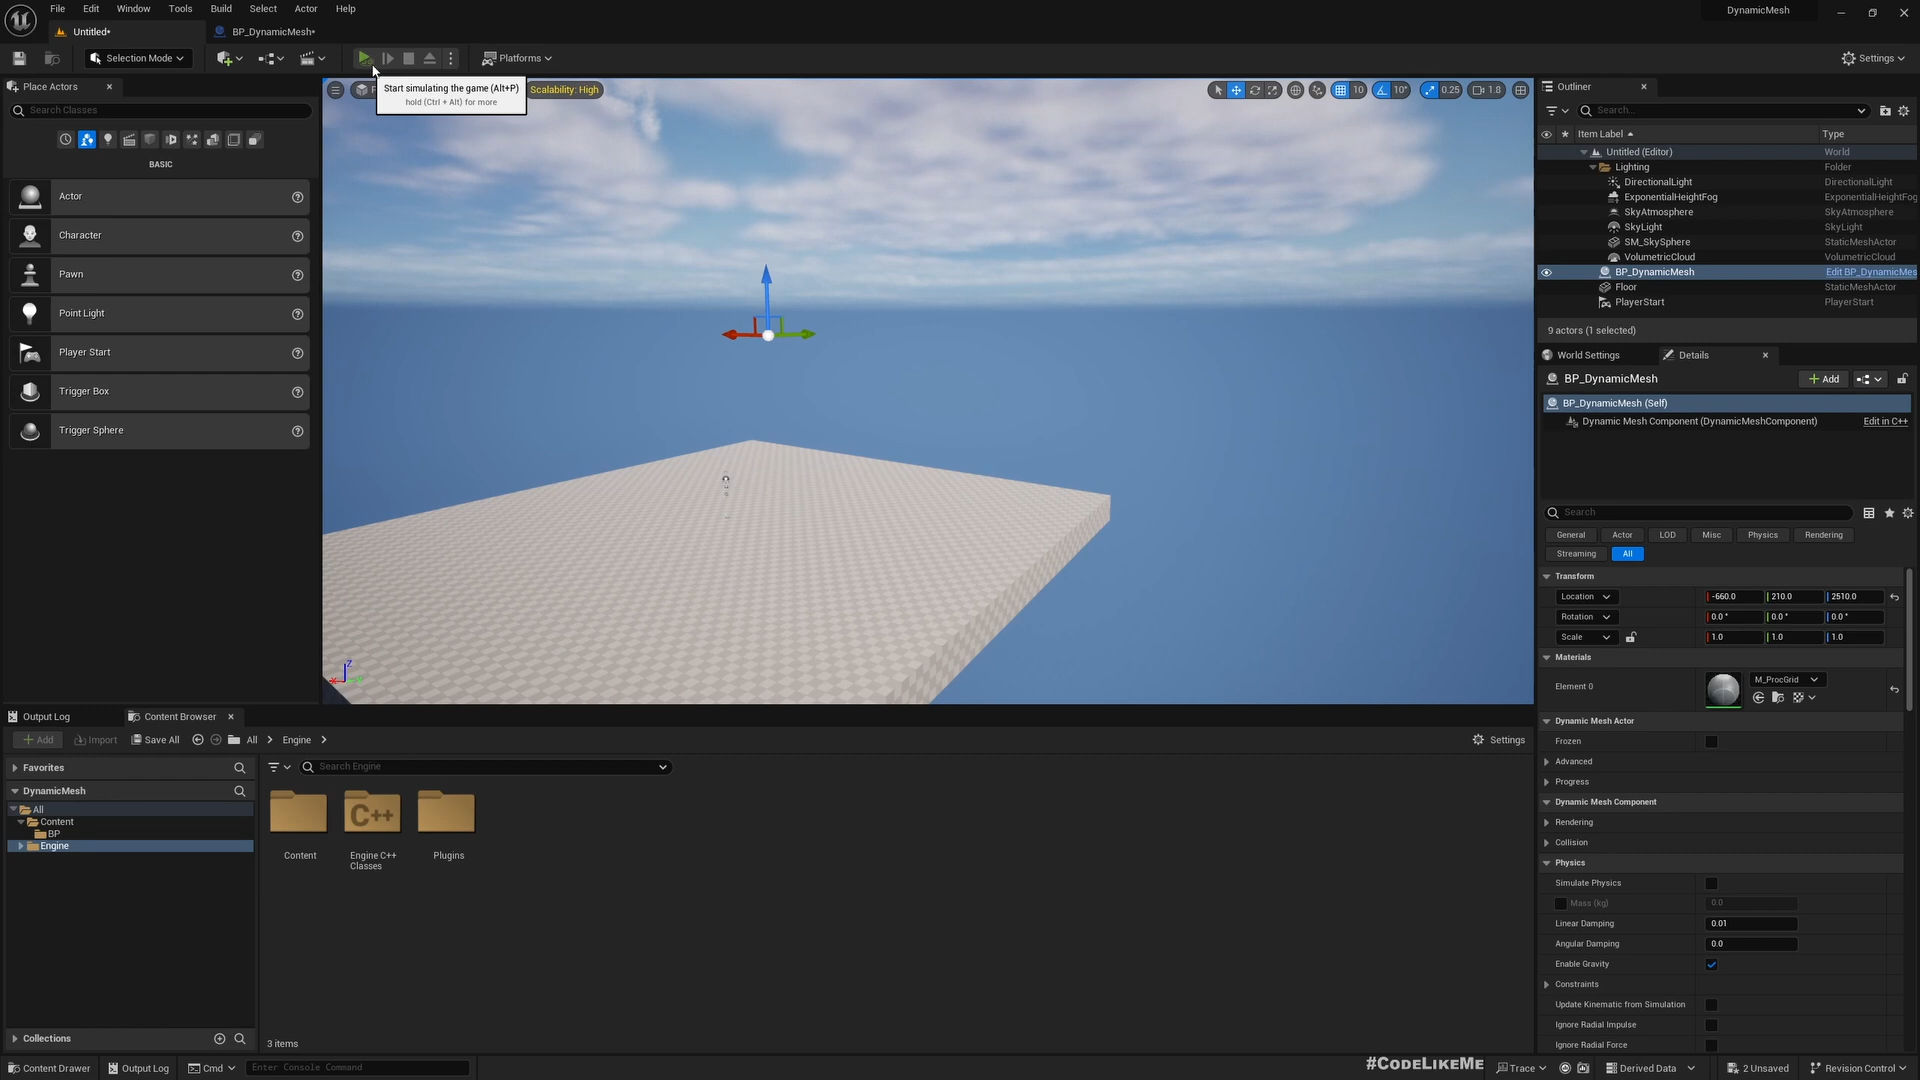 File Edit Window Tools Build Select Actor Help
DynamicMesh
Untitled*
BP_DynamicMesh*
Selection Mode
Platforms
Settings
Start simulating the game (Alt+P)
hold (Ctrl + Alt) for more
Scalability: High
10
10°
0.25
1.8
Place Actors
Search Classes
BASIC
Actor
Character
Pawn
Point Light
Player Start
Trigger Box
Trigger Sphere
Outliner
Search...
Item Label
Type
Untitled (Editor) World
Lighting Folder
DirectionalLight DirectionalLight
ExponentialHeightFog ExponentialHeightFog
SkyAtmosphere SkyAtmosphere
SkyLight SkyLight
SM_SkySphere StaticMeshActor
VolumetricCloud VolumetricCloud
BP_DynamicMesh Edit BP_DynamicMes
Floor StaticMeshActor
PlayerStart PlayerStart
9 actors (1 selected)
World Settings
Details
BP_DynamicMesh
Add
BP_DynamicMesh (Self)
Dynamic Mesh Component (DynamicMeshComponent) Edit in C++
Search
General Actor LOD Misc Physics Rendering
Streaming All
Transform
Location -660.0 210.0 2510.0
Rotation 0.0° 0.0° 0.0°
Scale 1.0 1.0 1.0
Materials
Element 0
M_ProcGrid
Dynamic Mesh Actor
Frozen
Advanced
Progress
Dynamic Mesh Component
Rendering
Collision
Physics
Simulate Physics
Mass (kg) 0.0
Linear Damping 0.01
Angular Damping 0.0
Enable Gravity
Constraints
Update Kinematic from Simulation
Ignore Radial Impulse
Ignore Radial Force
Output Log
Content Browser
Add
Import
Save All
All
Engine
Settings
Favorites
Search Engine
DynamicMesh
All
Content
BP
Engine
C++
Content
Engine C++
Classes
Plugins
Collections
3 items
#CodeLikeMe
Content Drawer
Output Log
Cmd
Enter Console Command
Trace
Derived Data
2 Unsaved
Revision Control